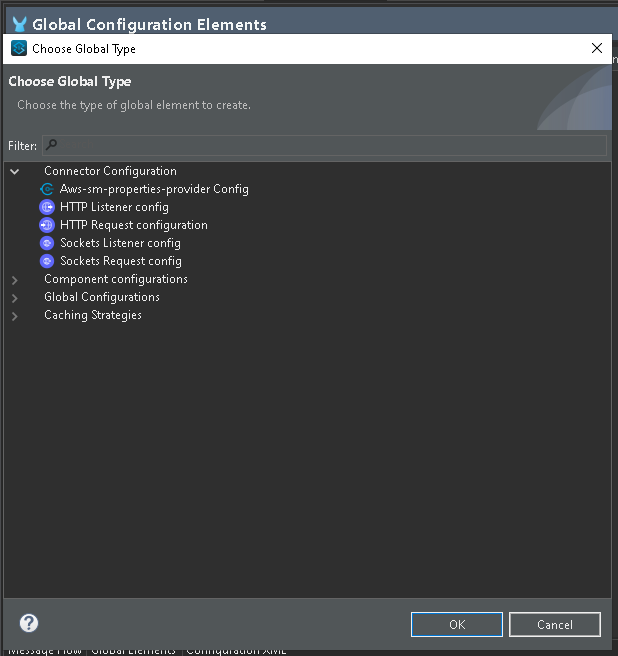 Global Configuration Elements
Choose Global Type
Choose Global Type
Choose the type of global element to create.
Filter:
Connector Configuration
Aws-sm-properties-provider Config
HTTP Listener config
HTTP Request configuration
Sockets Listener config
Sockets Request config
Component configurations
Global Configurations
Caching Strategies
?
OK
Cancel
Message Flow Global Elements Configuration XML